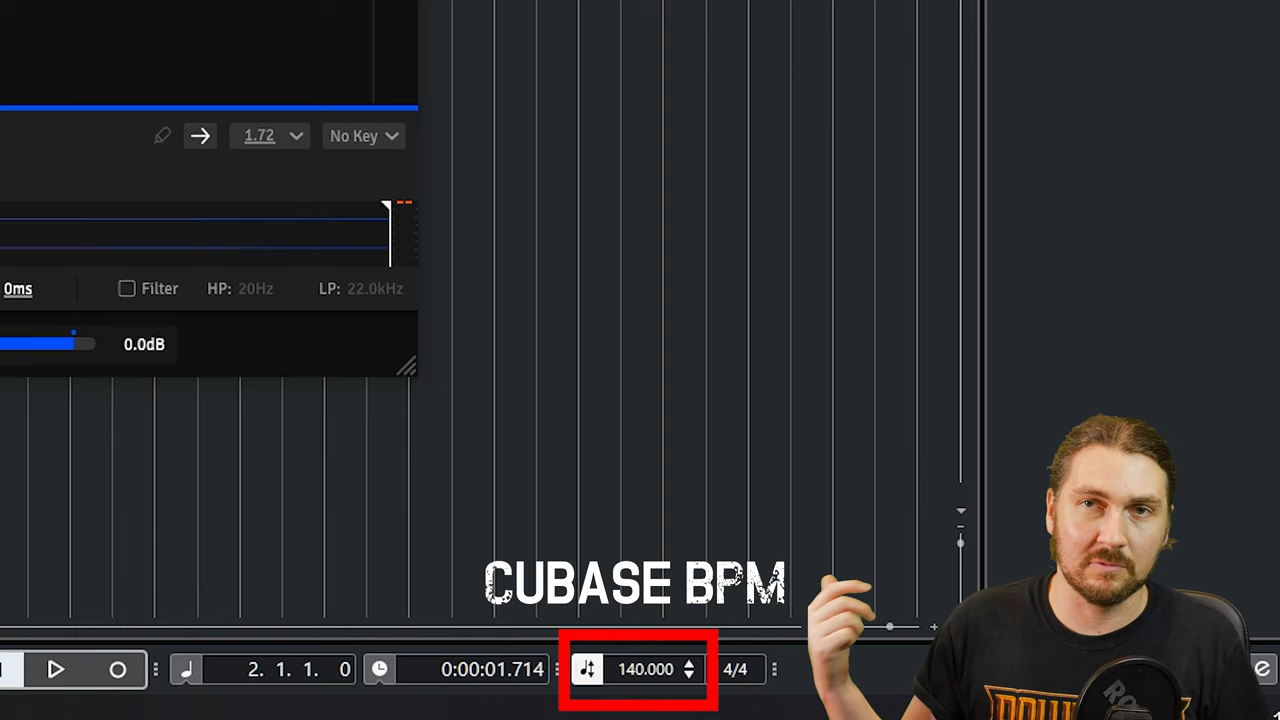 1.72 No Key
0ms Filter HP: 20Hz LP: 22.0kHz
0.0dB
CUBASE BPM
2. 1. 1. 0 0:00:01.714 140.000 4/4